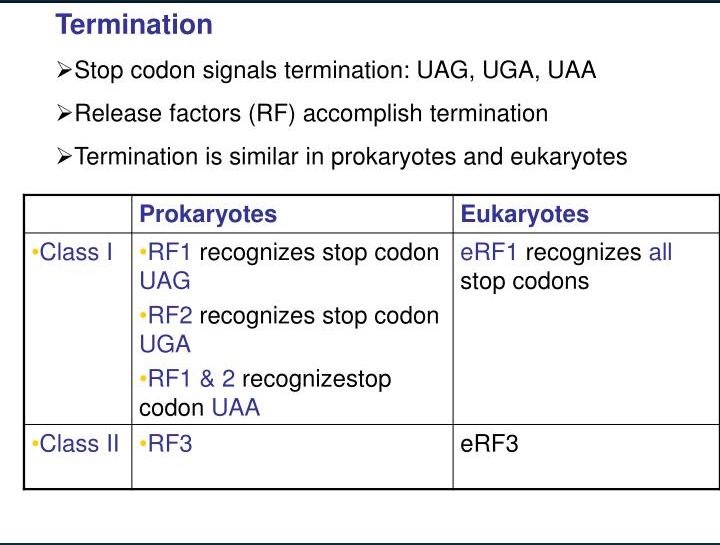 Termination
➢Stop codon signals termination: UAG, UGA, UAA
➢Release factors (RF) accomplish termination
➢Termination is similar in prokaryotes and eukaryotes
Prokaryotes Eukaryotes
•Class I •RF1 recognizes stop codon eRF1 recognizes all
UAG stop codons
•RF2 recognizes stop codon
UGA
•RF1 & 2 recognizestop
codon UAA
•Class II •RF3 eRF3